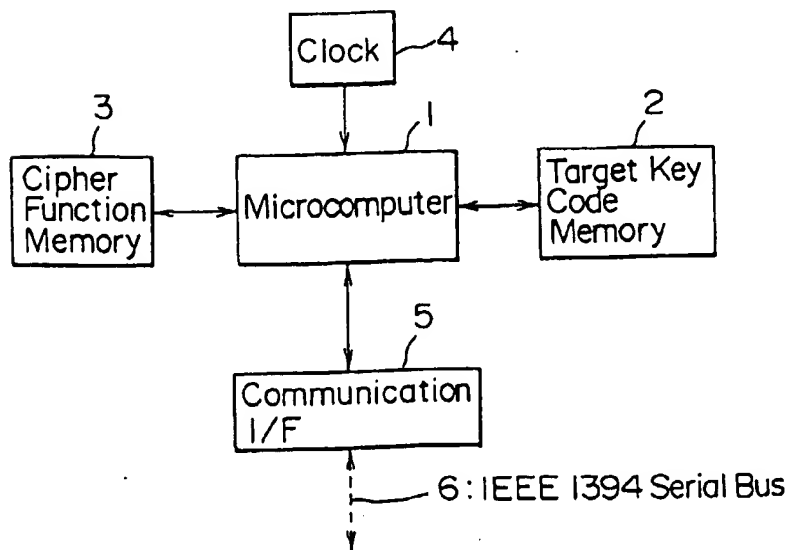 Clock
4
3
1
2
Cipher
Function
Memory
Microcomputer
Target Key
Code
Memory
5
Communication
I/F
6: IEEE 1394 Serial Bus